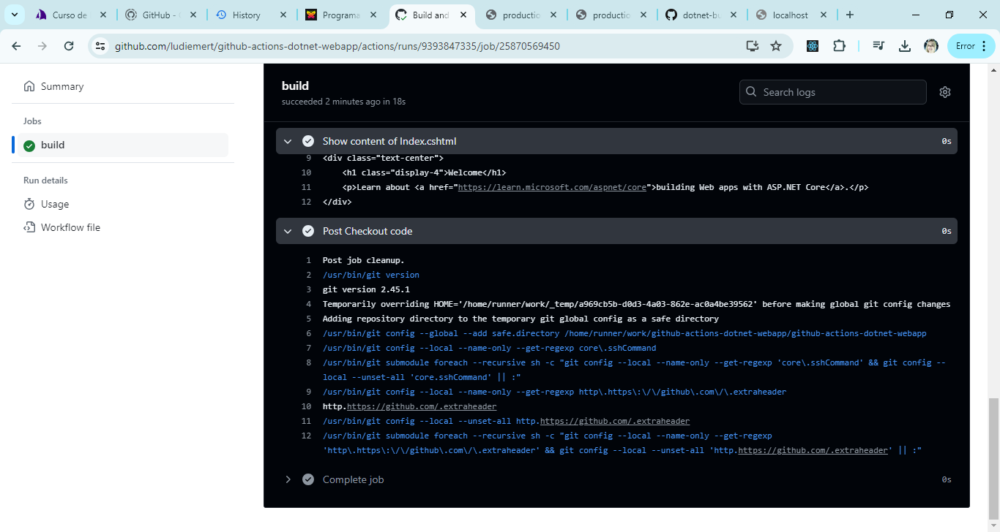 Curso de
GitHub -
History
Programa
Build and
productio
productio
dotnet-bu
localhost
github.com/ludiemert/github-actions-dotnet-webapp/actions/runs/9393847335/job/25870569450
Error
Summary
Jobs
build
Run details
Usage
Workflow file
build
succeeded 2 minutes ago in 18s
Search logs
Show content of Index.cshtml 0s
9 <div class="text-center">
10 <h1 class="display-4">Welcome</h1>
11 <p>Learn about <a href="https://learn.microsoft.com/aspnet/core">building Web apps with ASP.NET Core</a>.</p>
12 </div>
Post Checkout code 0s
1 Post job cleanup.
2 /usr/bin/git version
3 git version 2.45.1
4 Temporarily overriding HOME='/home/runner/work/_temp/a969cb5b-d0d3-4a03-862e-ac0a4be39562' before making global git config changes
5 Adding repository directory to the temporary git global config as a safe directory
6 /usr/bin/git config --global --add safe.directory /home/runner/work/github-actions-dotnet-webapp/github-actions-dotnet-webapp
7 /usr/bin/git config --local --name-only --get-regexp core\.sshCommand
8 /usr/bin/git submodule foreach --recursive sh -c "git config --local --name-only --get-regexp 'core\.sshCommand' && git config --
local --unset-all 'core.sshCommand' || :"
9 /usr/bin/git config --local --name-only --get-regexp http\.https\:\/\/github\.com\/\.extraheader
10 http.https://github.com/.extraheader
11 /usr/bin/git config --local --unset-all http.https://github.com/.extraheader
12 /usr/bin/git submodule foreach --recursive sh -c "git config --local --name-only --get-regexp
'http\.https\:\/\/github\.com\/\.extraheader' && git config --local --unset-all 'http.https://github.com/.extraheader' || :"
Complete job 0s